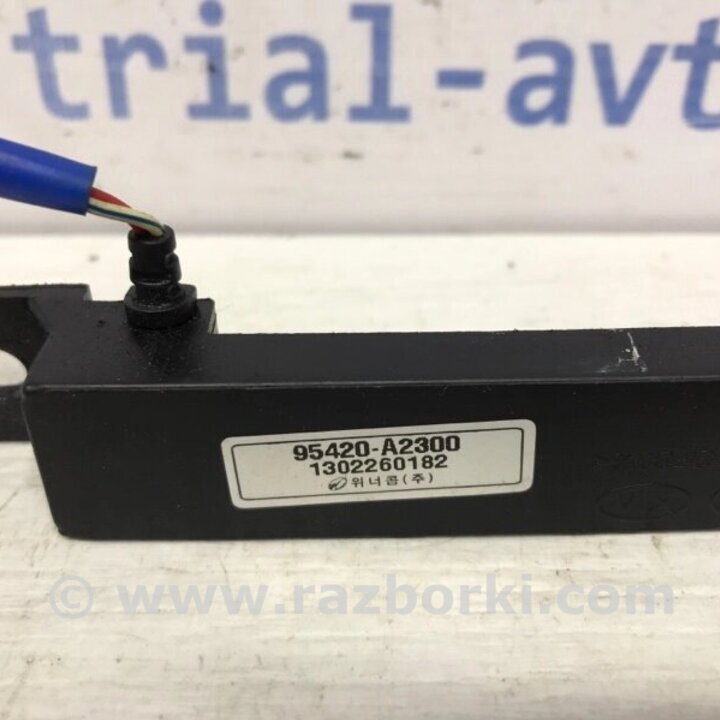 trial-avt
95420-A2300
1302260182
위너콤(주)
© www.razborki.com